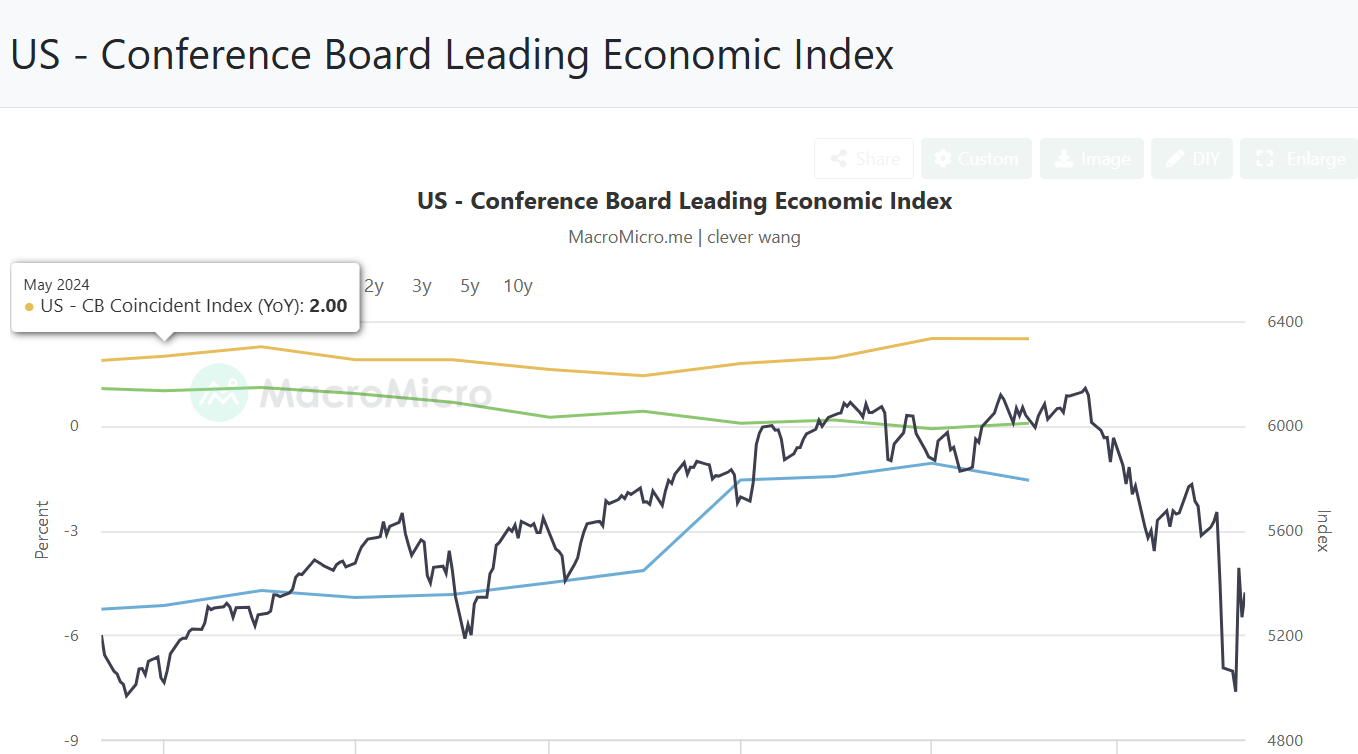 US - Conference Board Leading Economic Index
Share Custom Image DIY Enlarge
US - Conference Board Leading Economic Index
MacroMicro.me | clever wang
May 2024
US - CB Coincident Index (YoY): 2.00
2y 3y 5y 10y
MacroMicro
0
-3
-6
-9
Percent
6400
6000
5600
5200
4800
Index